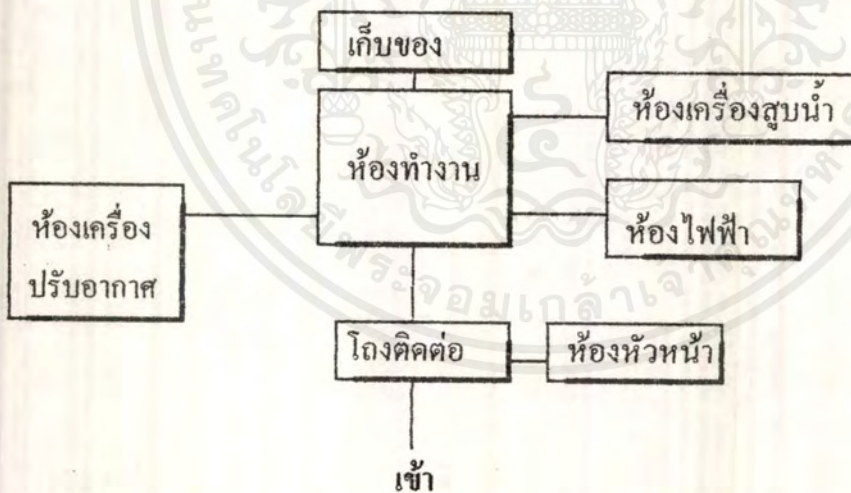 เก็บของ
ห้องเครื่องสูบน้ำ
ห้องทำงาน
ห้องไฟฟ้า
ห้องเครื่อง
ปรับอากาศ
โถงติดต่อ
ห้องหัวหน้า
เข้า